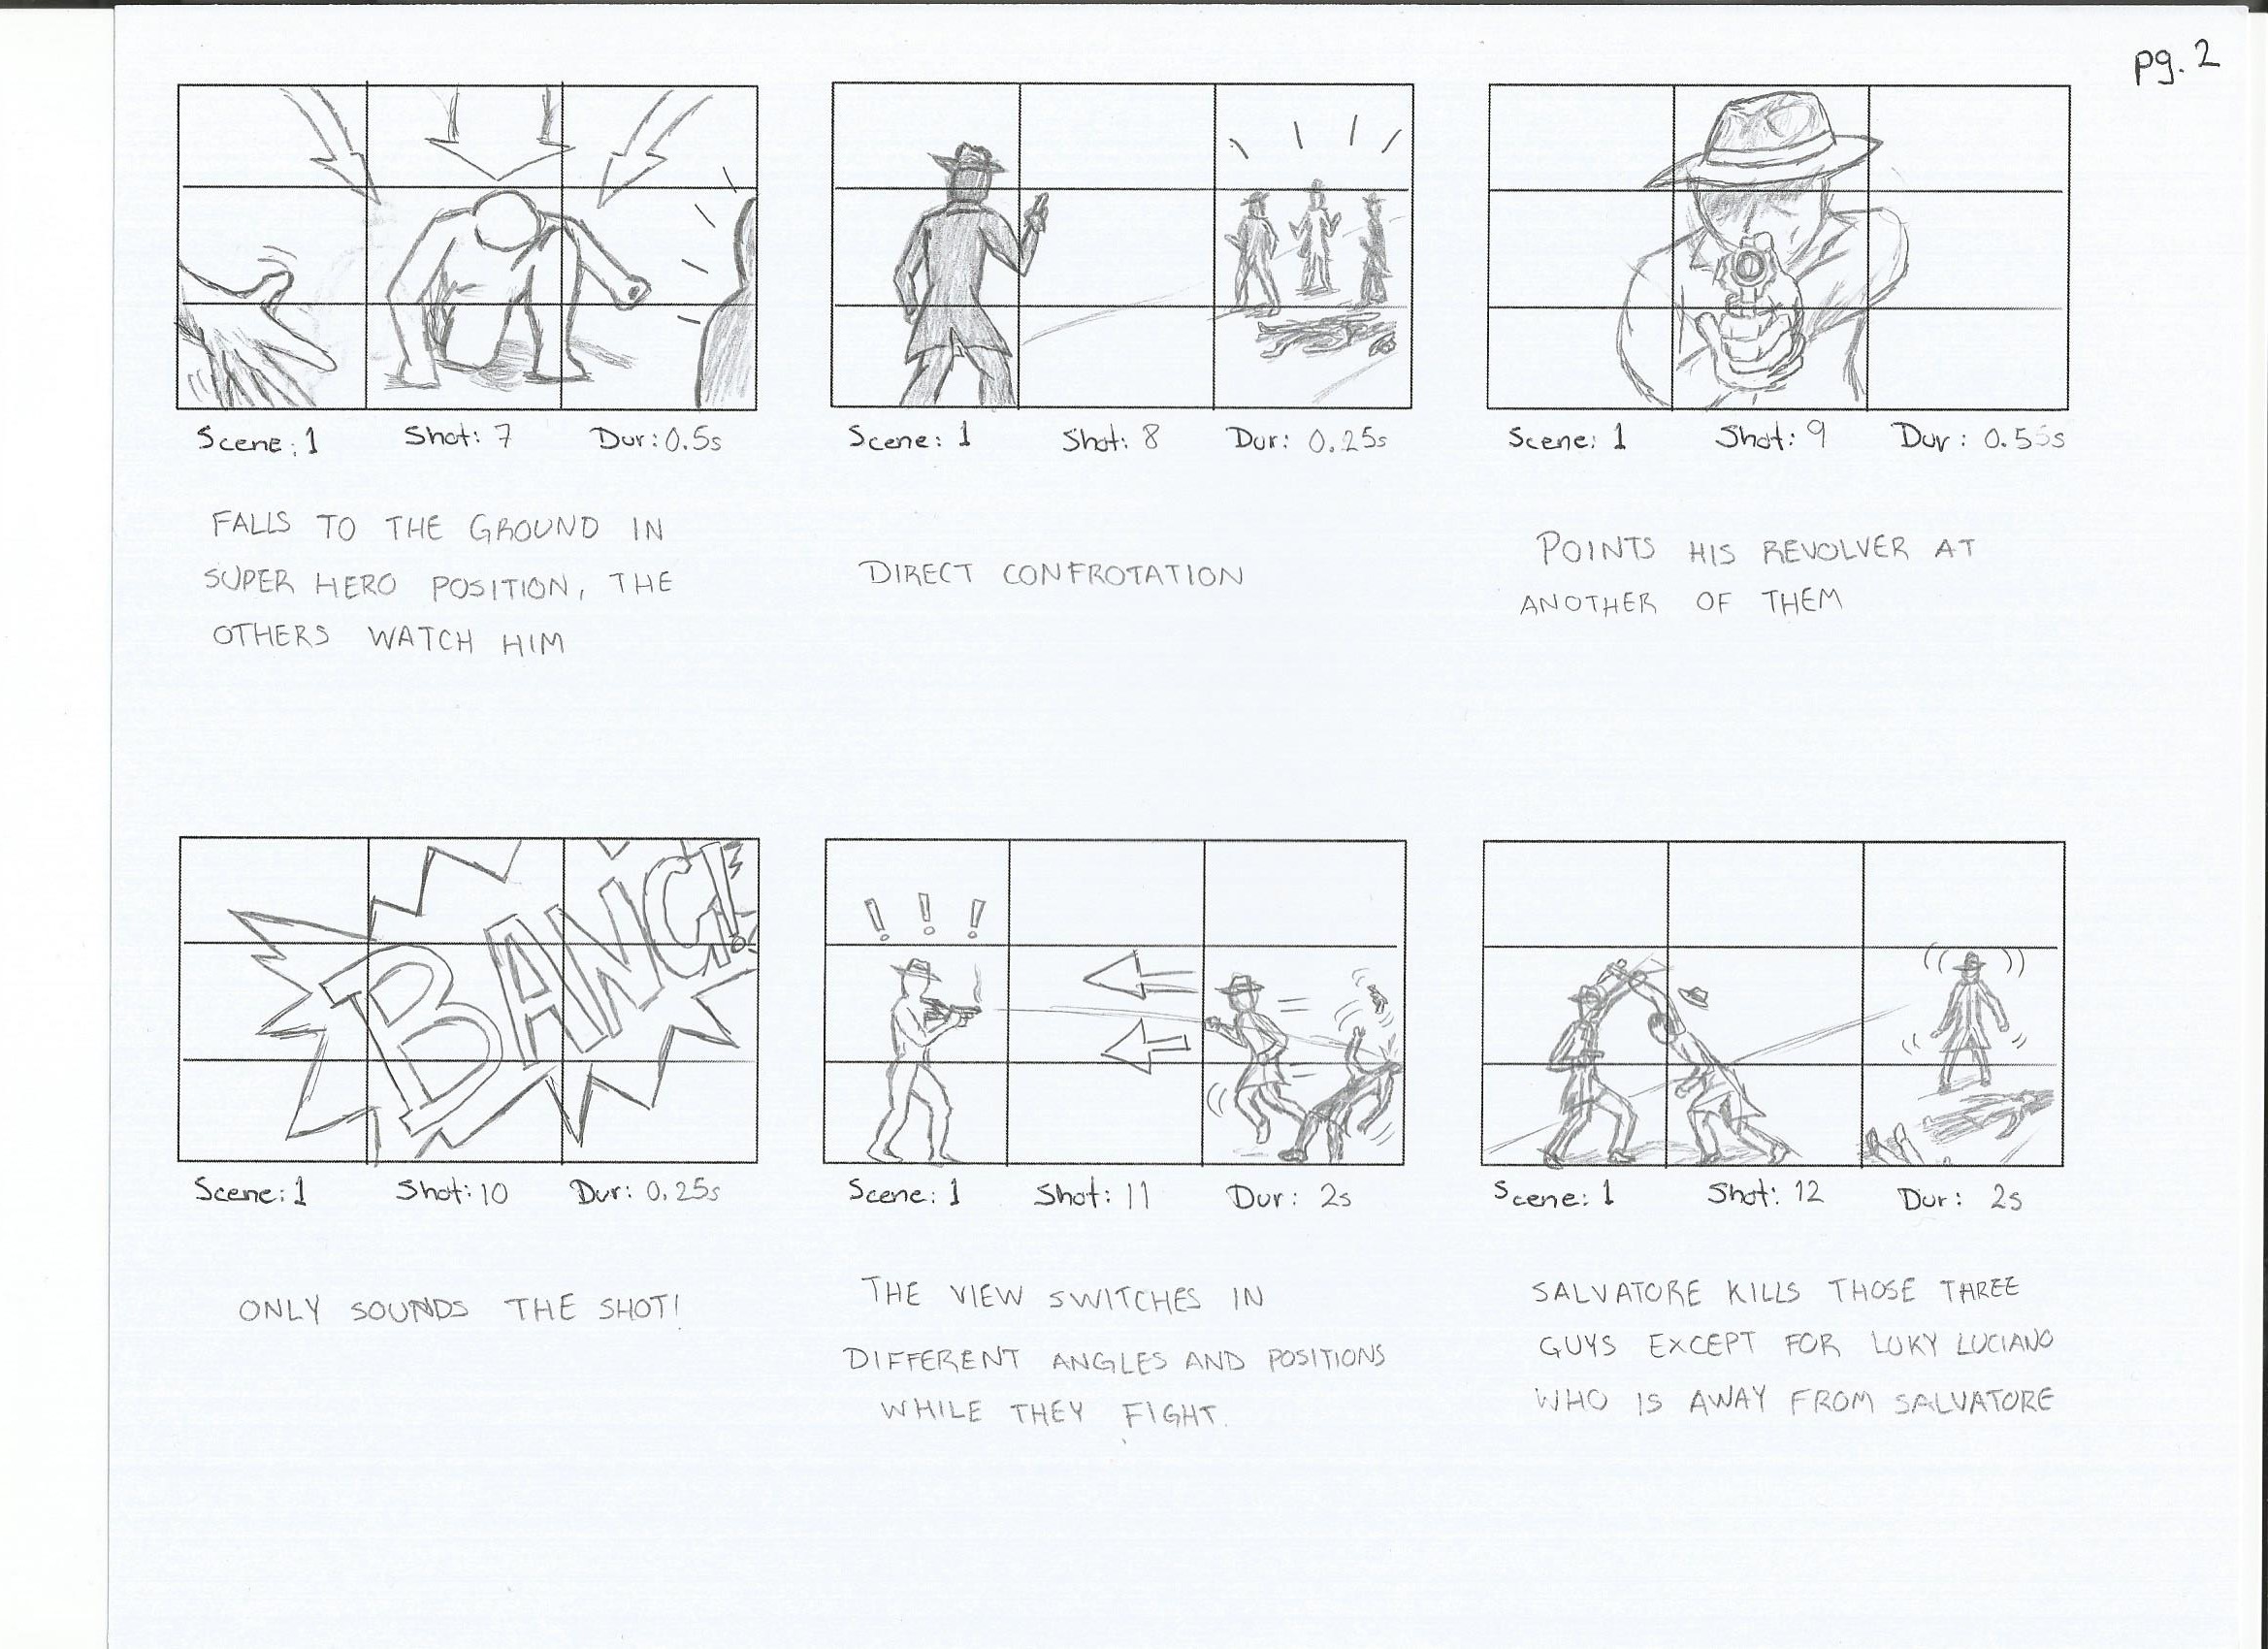 pg. 2
Scene: 1 Shot: 7 Dur: 0.5s
FALLS TO THE GROUND IN
SUPER HERO POSITION, THE
OTHERS WATCH HIM
Scene: 1 Shot: 8 Dur: 0.25s
DIRECT CONFROTATION
Scene: 1 Shot: 9 Dur:
POINTS HIS REVOLVER AT
ANOTHER OF THEM
BANG!
Scene: 1 Shot: 10 Dur: 0.25s
ONLY SOUNDS THE SHOT!
! ! !
Scene: 1 Shot: 11 Dur: 2s
THE VIEW SWITCHES IN
DIFFERENT ANGLES AND POSITIONS
WHILE THEY FIGHT.
Scene: 1 Shot: 12 Dur: 2s
SALVATORE KILLS THOSE THREE
GUYS EXCEPT FOR LUKY LUCIANO
WHO IS AWAY FROM SALVATORE